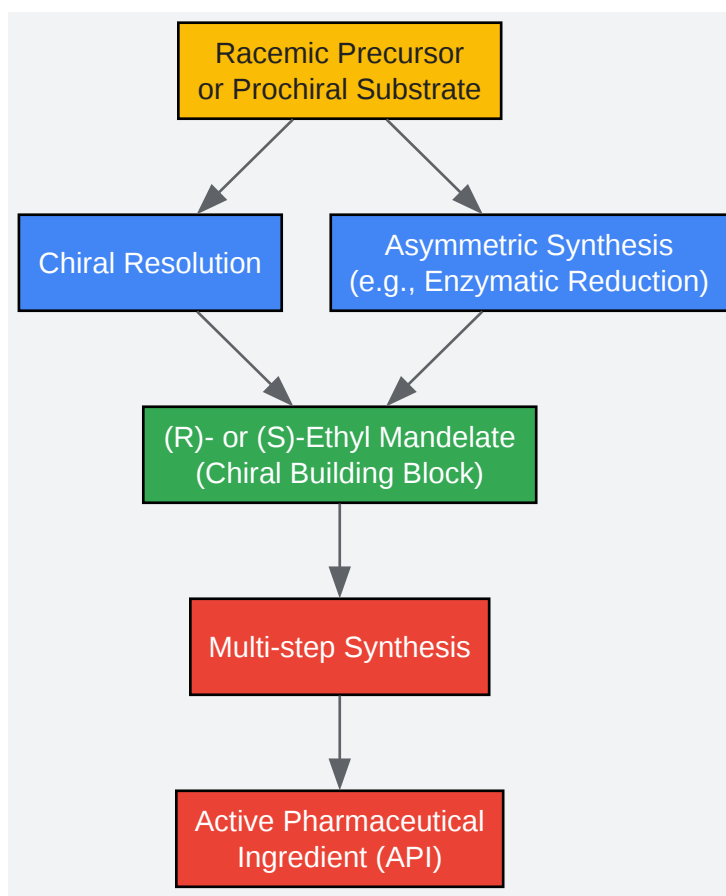 Racemic Precursor
or Prochiral Substrate
Chiral Resolution
Asymmetric Synthesis
(e.g., Enzymatic Reduction)
(R)- or (S)-Ethyl Mandelate
(Chiral Building Block)
Multi-step Synthesis
Active Pharmaceutical
Ingredient (API)